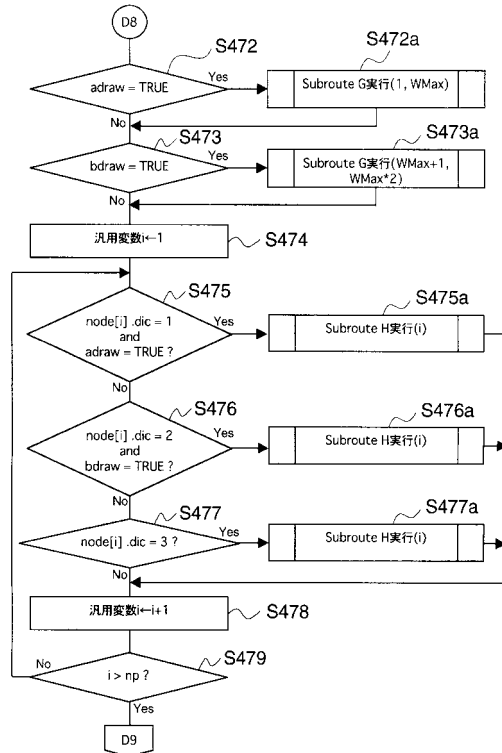 D8
S472
adraw = TRUE
Yes
No
S472a
Subroute G実行(1, WMax)
S473
bdraw = TRUE
Yes
No
S473a
Subroute G実行(WMax+1,
WMax*2)
汎用変数i←1
S474
S475
node[i] .dic = 1
and
adraw = TRUE ?
Yes
No
S475a
Subroute H実行(i)
S476
node[i] .dic = 2
and
bdraw = TRUE ?
Yes
No
S476a
Subroute H実行(i)
S477
node[i] .dic = 3 ?
Yes
No
S477a
Subroute H実行(i)
汎用変数i←i+1
S478
S479
No
i > np ?
Yes
D9